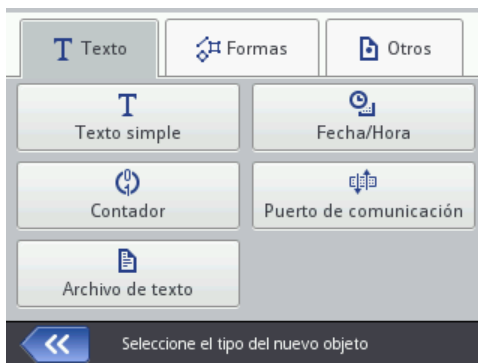 Texto
Formas
Otros
Texto simple
Fecha/Hora
Contador
Puerto de comunicación
Archivo de texto
Seleccione el tipo del nuevo objeto